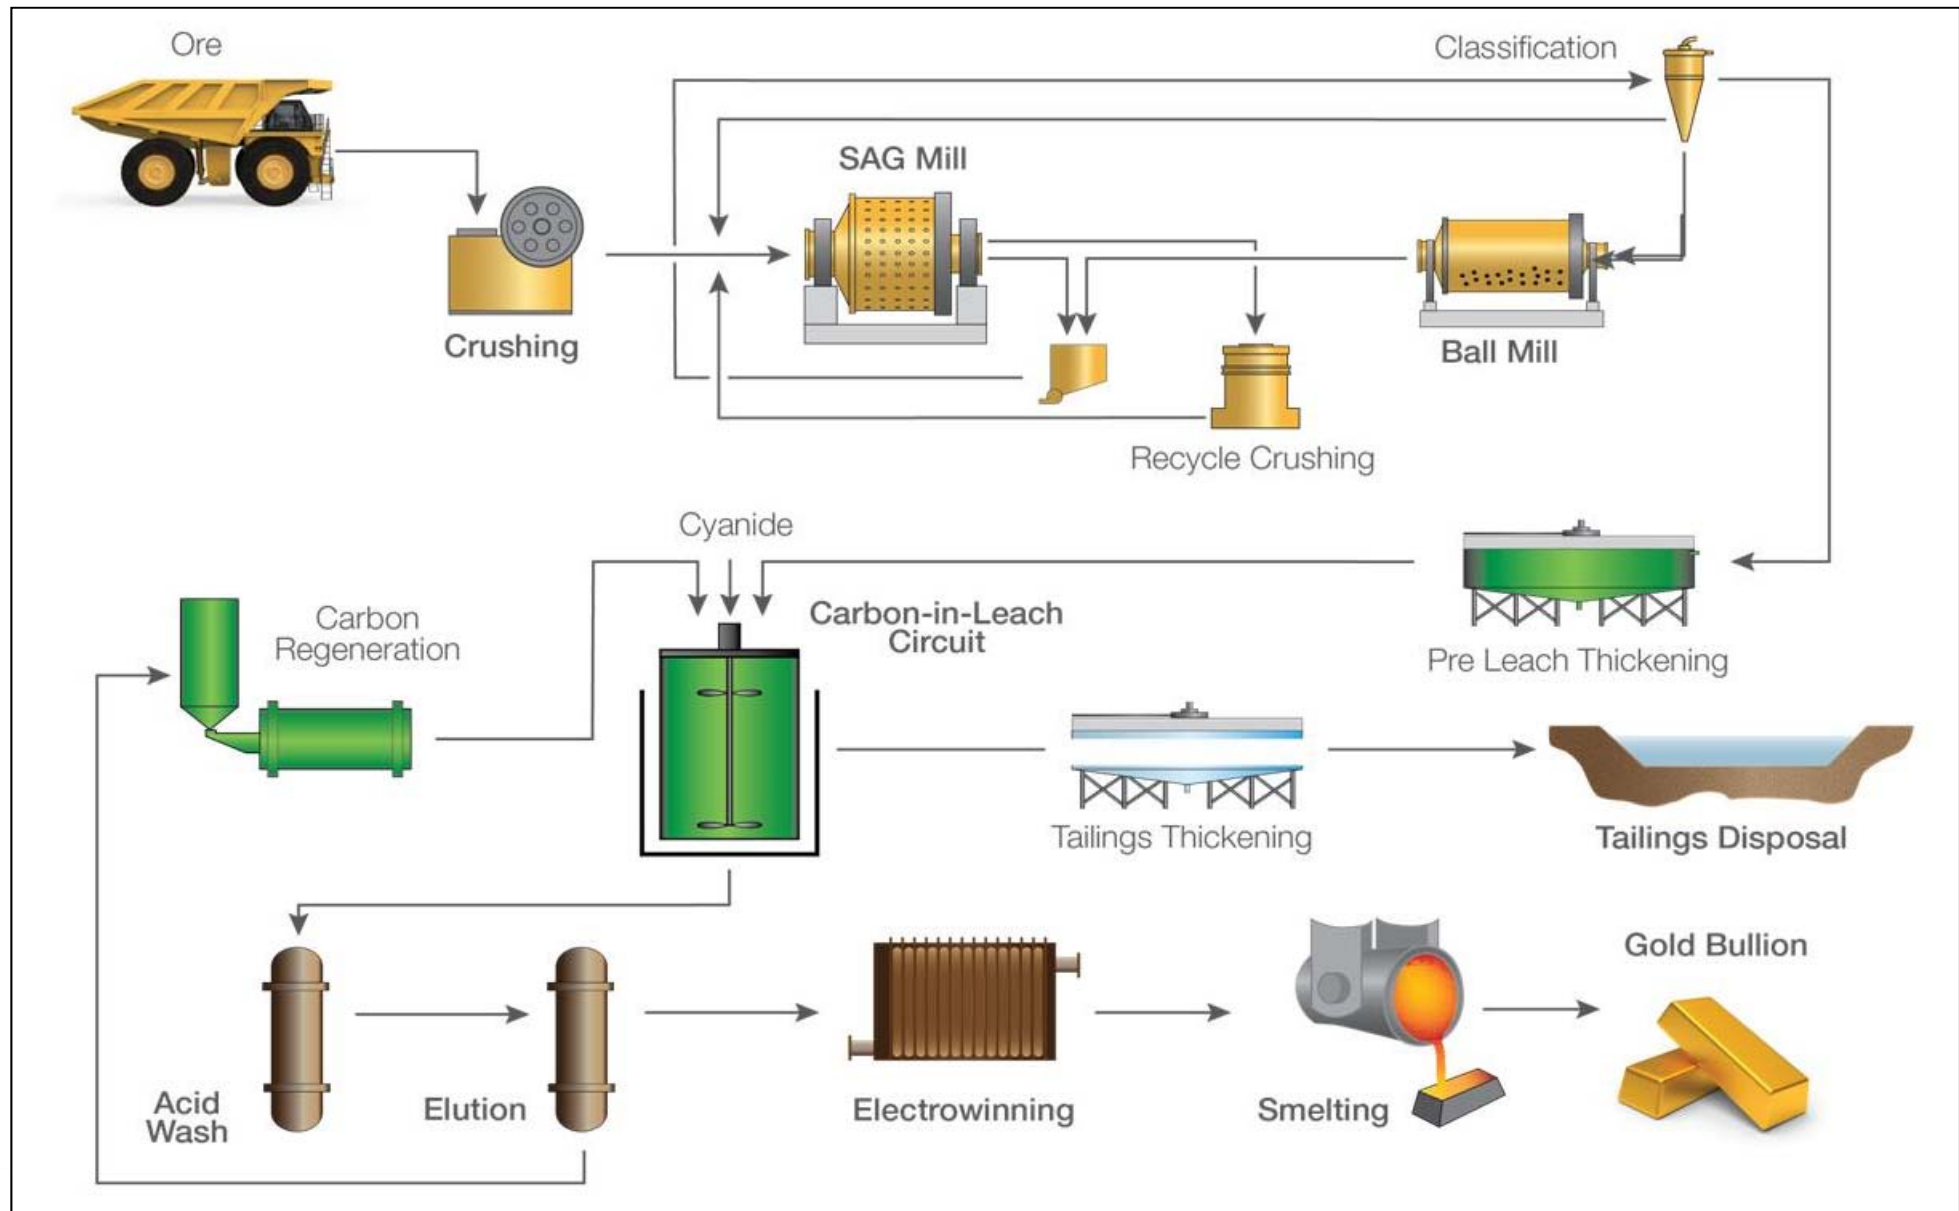 Ore
Classification
SAG Mill
Crushing
Ball Mill
Recycle Crushing
Cyanide
Carbon
Regeneration
Carbon-in-Leach
Circuit
Pre Leach Thickening
Tailings Thickening
Tailings Disposal
Gold Bullion
Acid
Wash
Elution
Electrowinning
Smelting